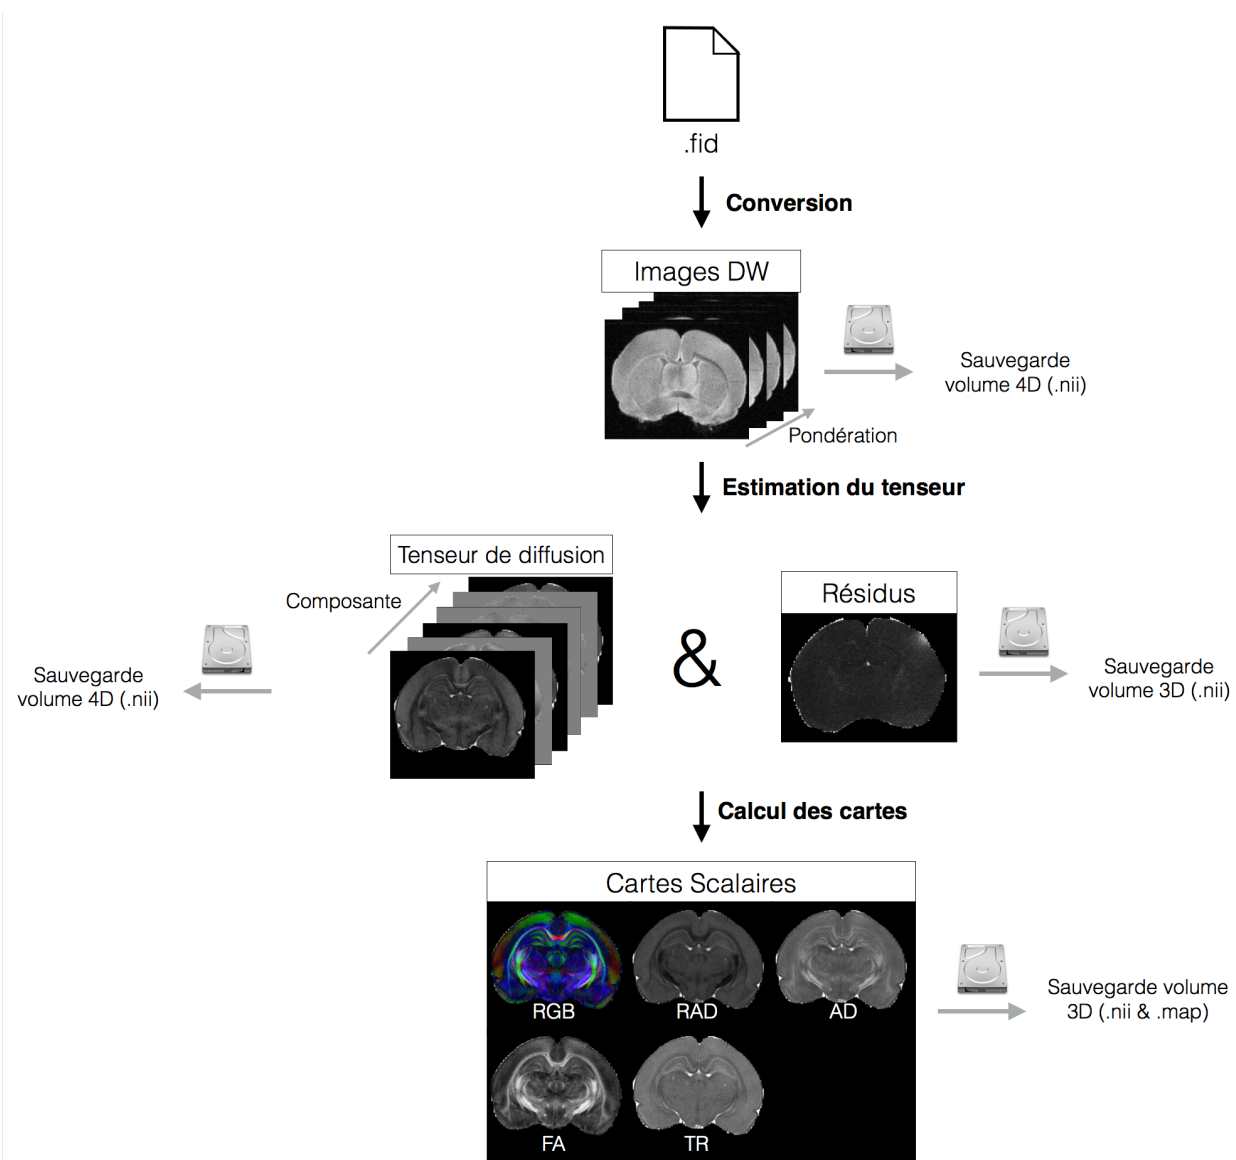 .fid
Conversion
Images DW
Sauvegarde
volume 4D (.nii)
Pondération
Estimation du tenseur
Tenseur de diffusion
Composante
Sauvegarde
volume 4D (.nii)
&
Résidus
Sauvegarde
volume 3D (.nii)
Calcul des cartes
Cartes Scalaires
RGB
RAD
AD
Sauvegarde volume
3D (.nii & .map)
FA
TR